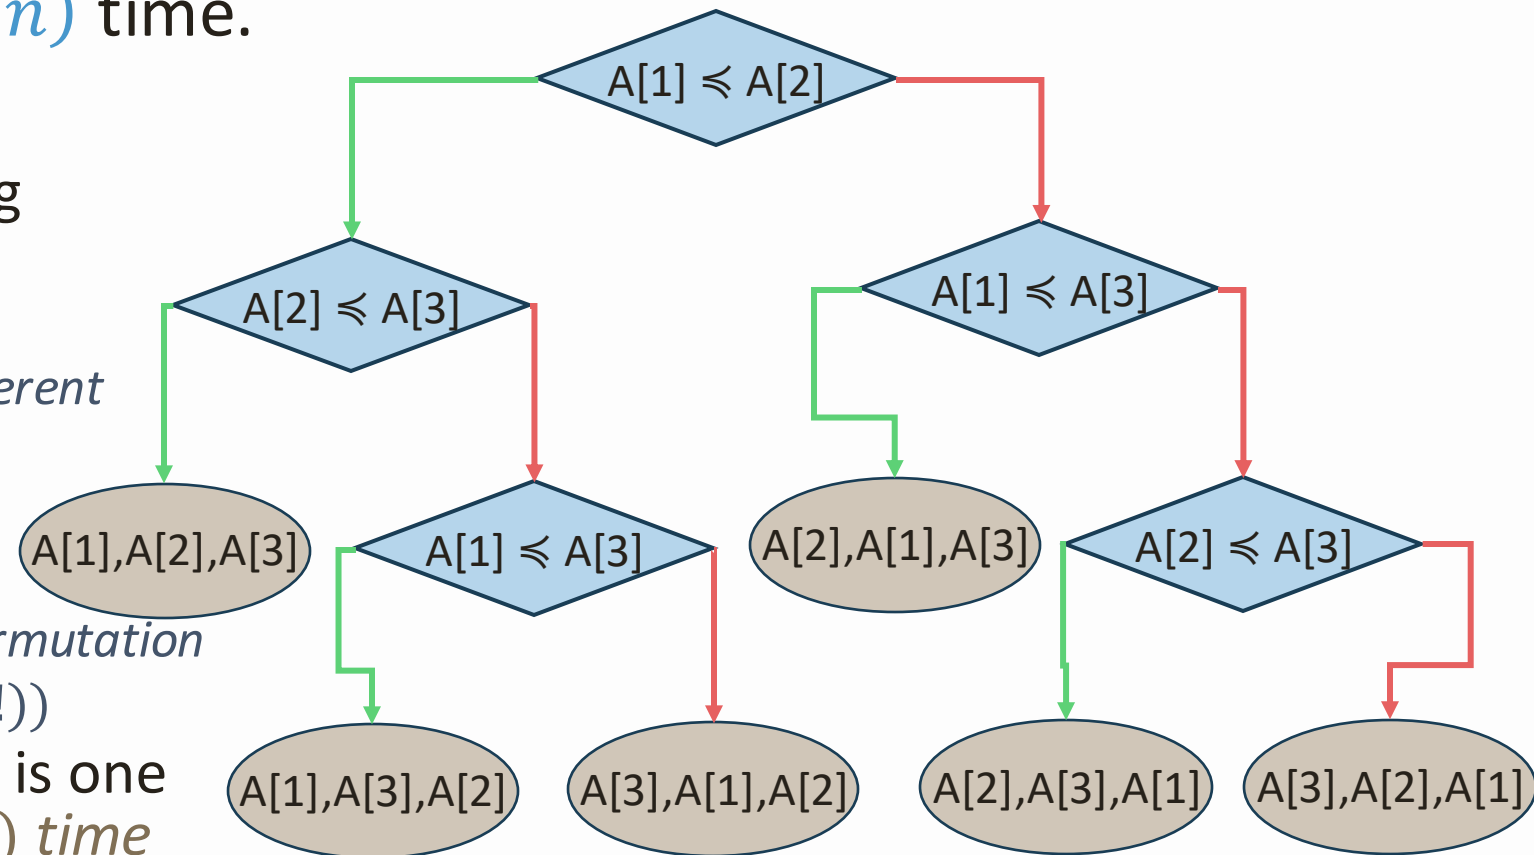 n) time.
A[1] ≼ A[2]
g
A[2] ≼ A[3]
A[1] ≼ A[3]
erent
A[1],A[2],A[3]
A[1] ≼ A[3]
A[2],A[1],A[3]
A[2] ≼ A[3]
rmutation
!))
is one
A[1],A[3],A[2]
A[3],A[1],A[2]
A[2],A[3],A[1]
A[3],A[2],A[1]
) time